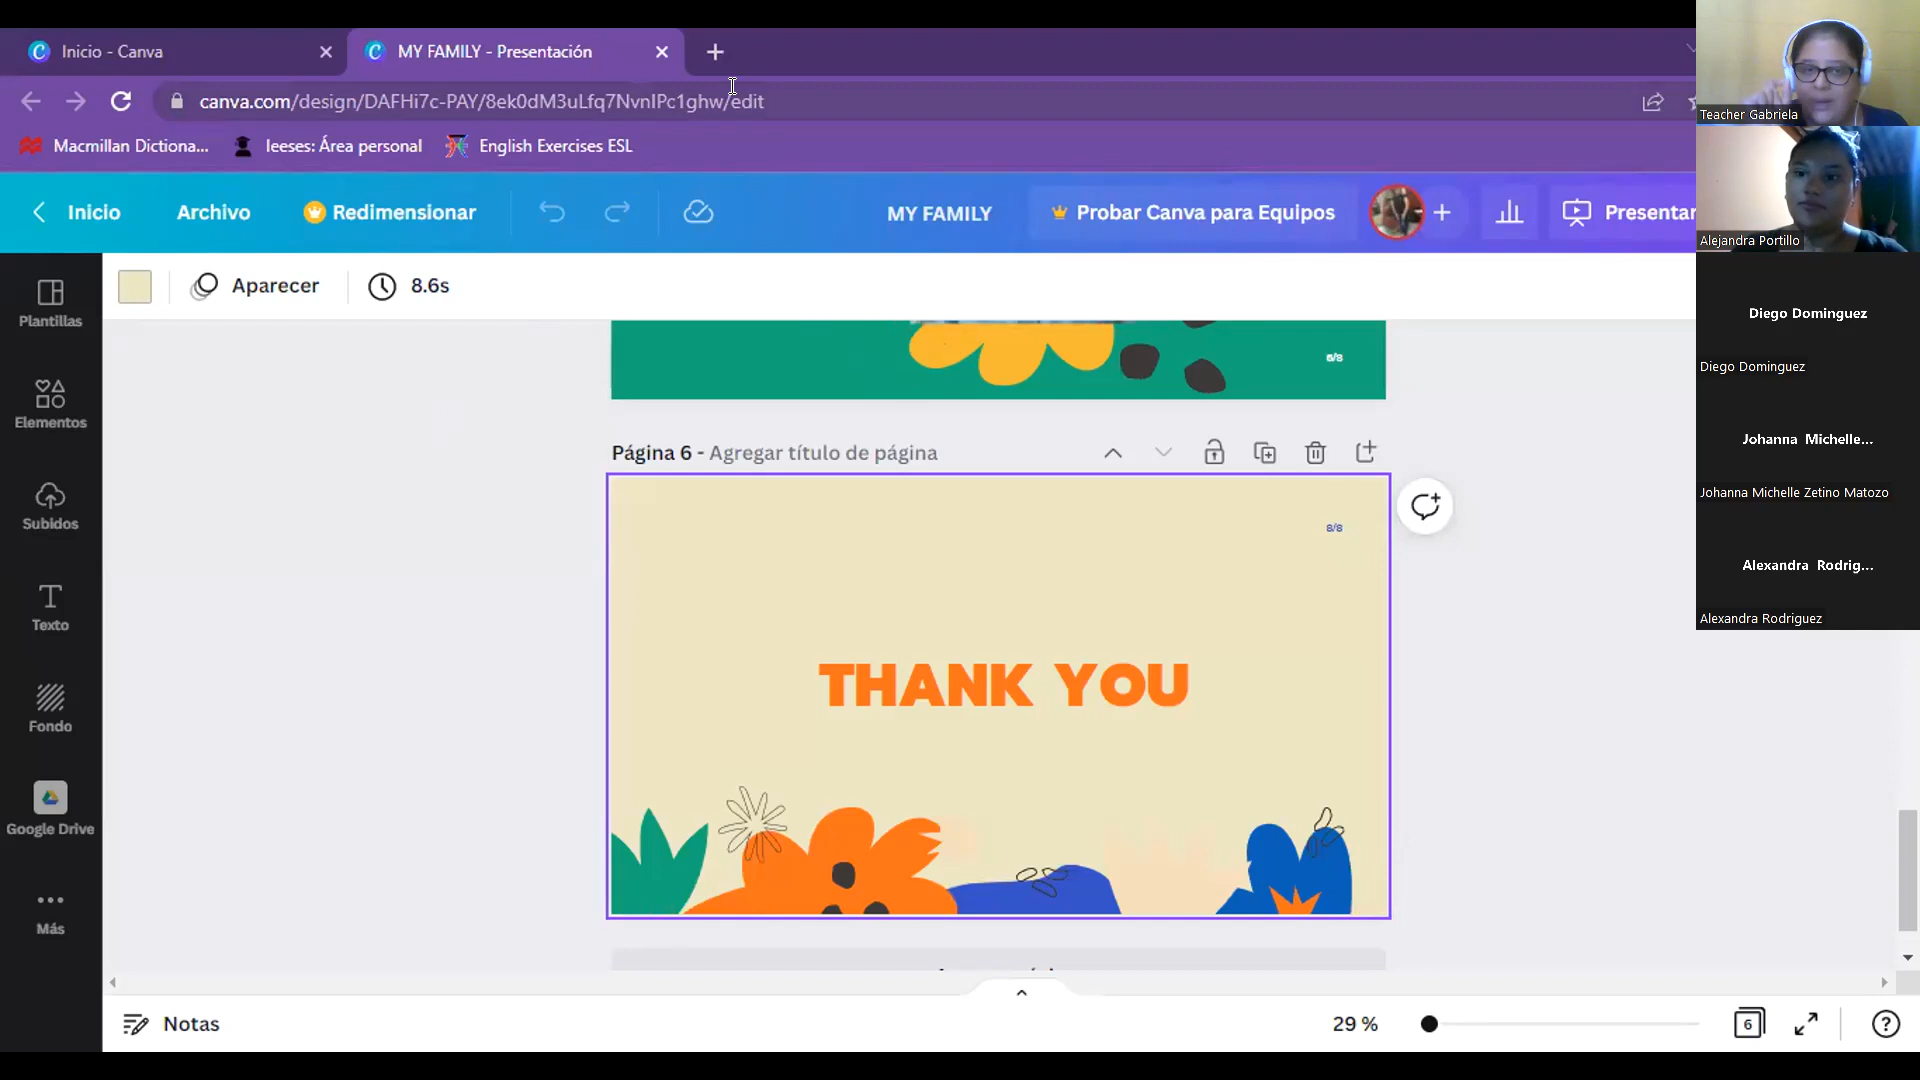 Inicio - Canva
MY FAMILY - Presentación
canva.com/design/DAFHi7c-PAY/8ek0dM3uLfq7NvnIPc1ghw/edit
Macmillan Dictiona...
leeses: Área personal
English Exercises ESL
Inicio
Archivo
Redimensionar
MY FAMILY
Probar Canva para Equipos
Presentar
Aparecer
8.6s
Plantillas
Elementos
Subidos
Texto
Fondo
Google Drive
Más
Página 6 - Agregar título de página
8/8
THANK YOU
Notas
29 %
6
Teacher Gabriela
Alejandra Portillo
Diego Dominguez
Diego Dominguez
Johanna Michelle...
Johanna Michelle Zetino Matozo
Alexandra Rodrig...
Alexandra Rodriguez